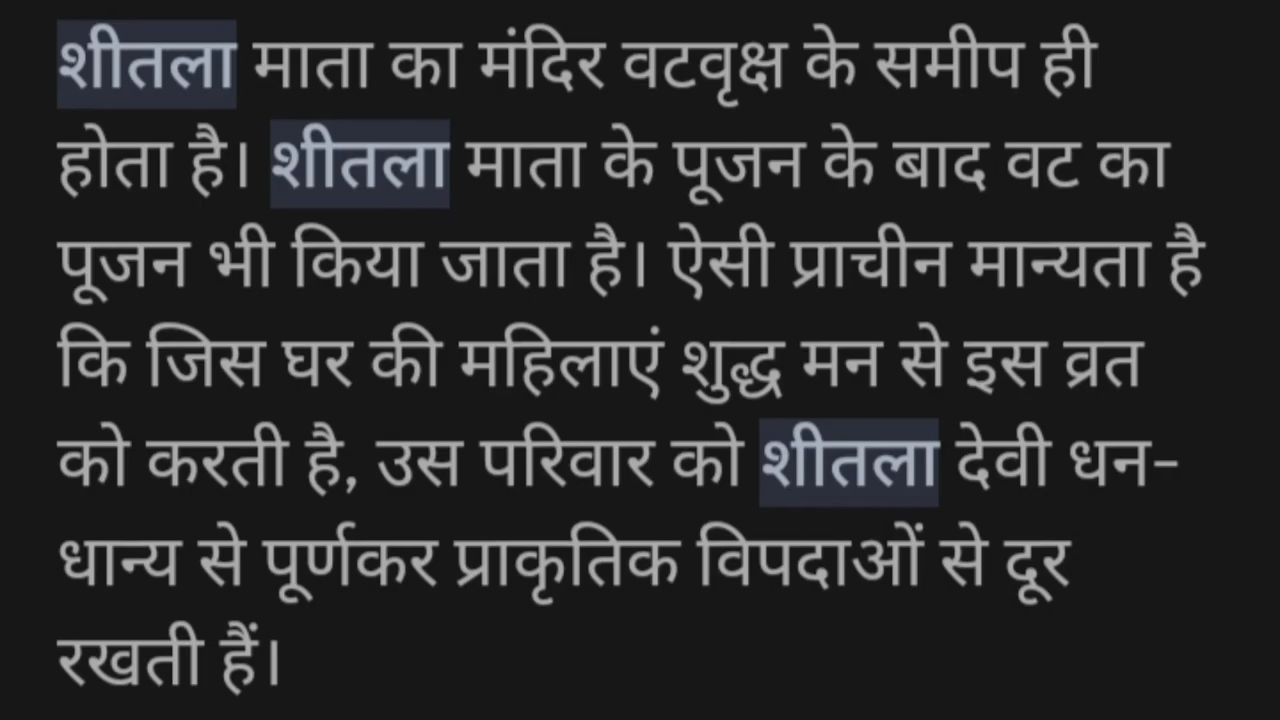 शीतला माता का मंदिर वटवृक्ष के समीप ही
होता है। शीतला माता के पूजन के बाद वट का
पूजन भी किया जाता है। ऐसी प्राचीन मान्यता है
कि जिस घर की महिलाएं शुद्ध मन से इस व्रत
को करती है, उस परिवार को शीतला देवी धन-
धान्य से पूर्णकर प्राकृतिक विपदाओं से दूर
रखती हैं।